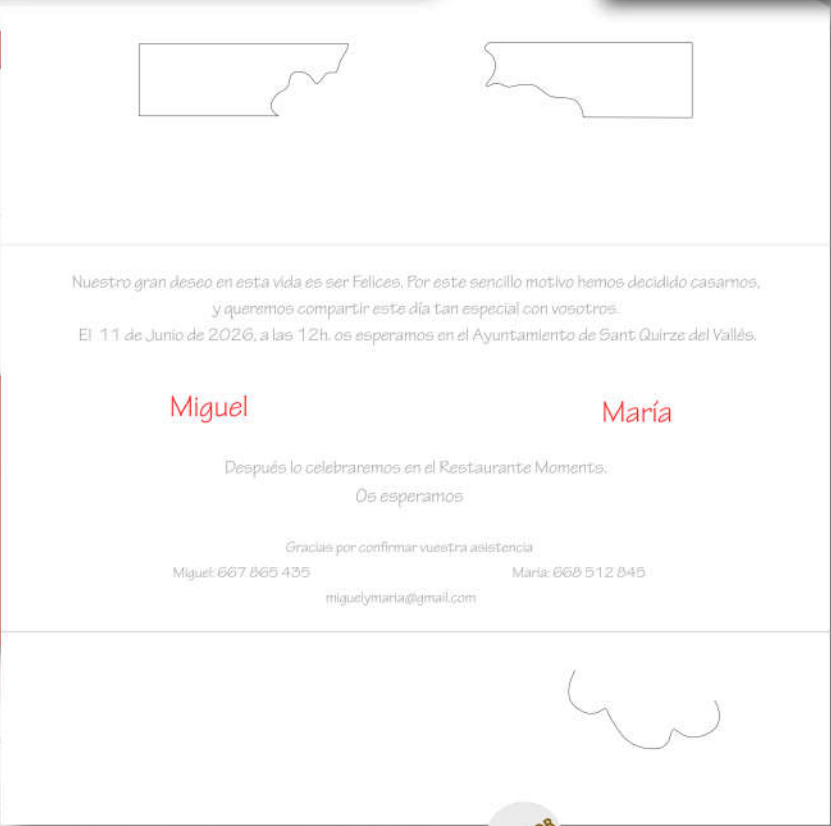 Nuestro gran deseo en esta vida es ser Felices. Por este sencillo motivo hemos decidido casarnos,
y queremos compartir este día tan especial con vosotros.
El 11 de Junio de 2026, a las 12h. os esperamos en el Ayuntamiento de Sant Quirze del Vallés.
Miguel María
Después lo celebraremos en el Restaurante Moments.
Os esperamos
Gracias por confirmar vuestra asistencia
Miguel: 667 865 435 María: 668 512 845
miguelymaria@gmail.com